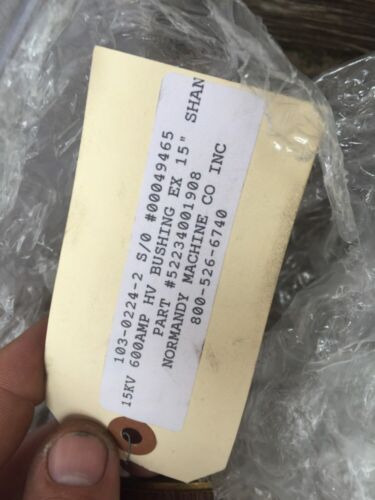 103-0224-2 S/O #00049465
15KV 600AMP HV BUSHING EX 15" SHAN
PART #52234001908
NORMANDY MACHINE CO INC
800-526-6740